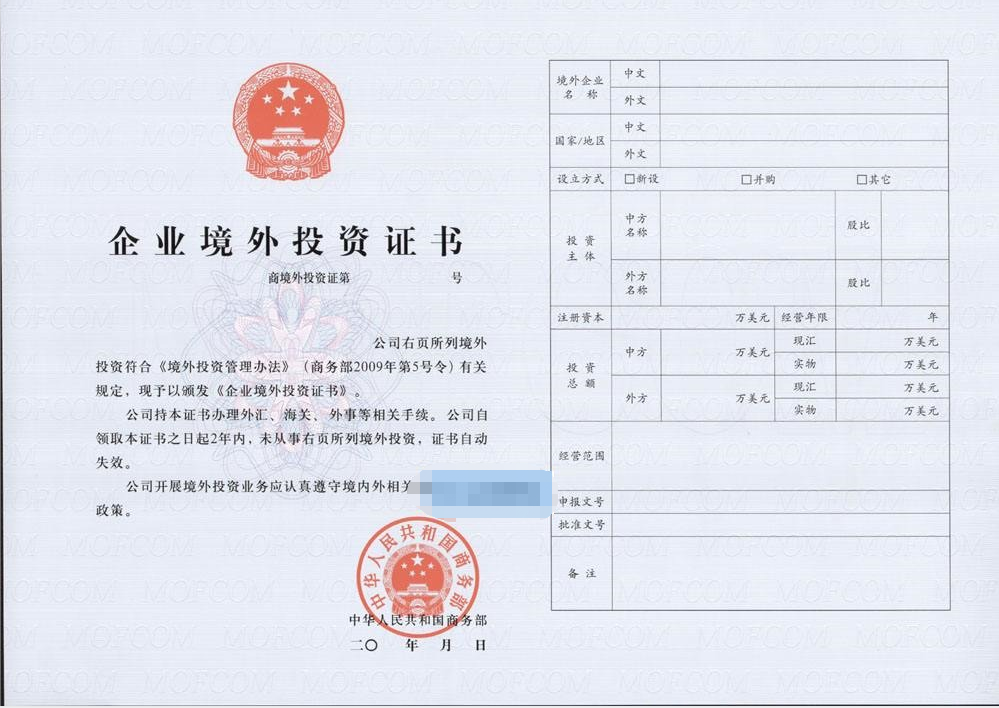 企业境外投资证书
商境外投资证第 号
公司右页所列境外
投资符合《境外投资管理办法》（商务部2009年第5号令）有关
规定，现予以颁发《企业境外投资证书》。
公司持本证书办理外汇、海关、外事等相关手续。公司自
领取本证书之日起2年内，未从事右页所列境外投资，证书自动
失效。
公司开展境外投资业务应认真遵守境内外相关
政策。
中华人民共和国商务部
中华人民共和国商务部
二〇 年 月 日
境外企业名称 中文
外文
国家/地区 中文
外文
设立方式 □新设 □并购 □其它
投资主体 中方名称 股比
外方名称 股比
注册资本 万美元 经营年限 年
投资总额 中方 万美元 现汇 万美元
实物 万美元
外方 万美元 现汇 万美元
实物 万美元
经营范围
申报文号
批准文号
备注
MOFCOM